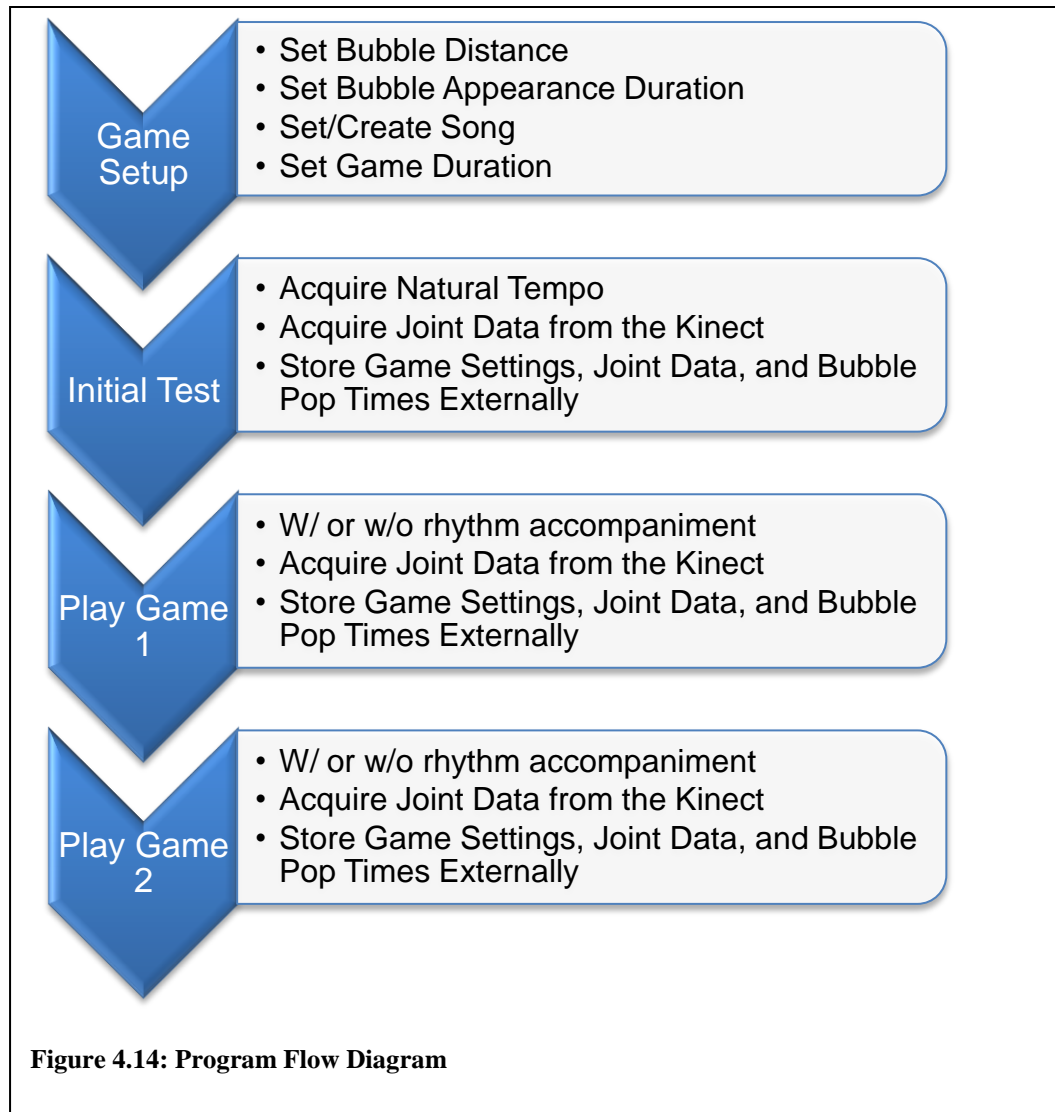 Game
Setup
• Set Bubble Distance
• Set Bubble Appearance Duration
• Set/Create Song
• Set Game Duration
Initial Test
• Acquire Natural Tempo
• Acquire Joint Data from the Kinect
• Store Game Settings, Joint Data, and Bubble
Pop Times Externally
Play Game
1
• W/ or w/o rhythm accompaniment
• Acquire Joint Data from the Kinect
• Store Game Settings, Joint Data, and Bubble
Pop Times Externally
Play Game
2
• W/ or w/o rhythm accompaniment
• Acquire Joint Data from the Kinect
• Store Game Settings, Joint Data, and Bubble
Pop Times Externally
Figure 4.14: Program Flow Diagram